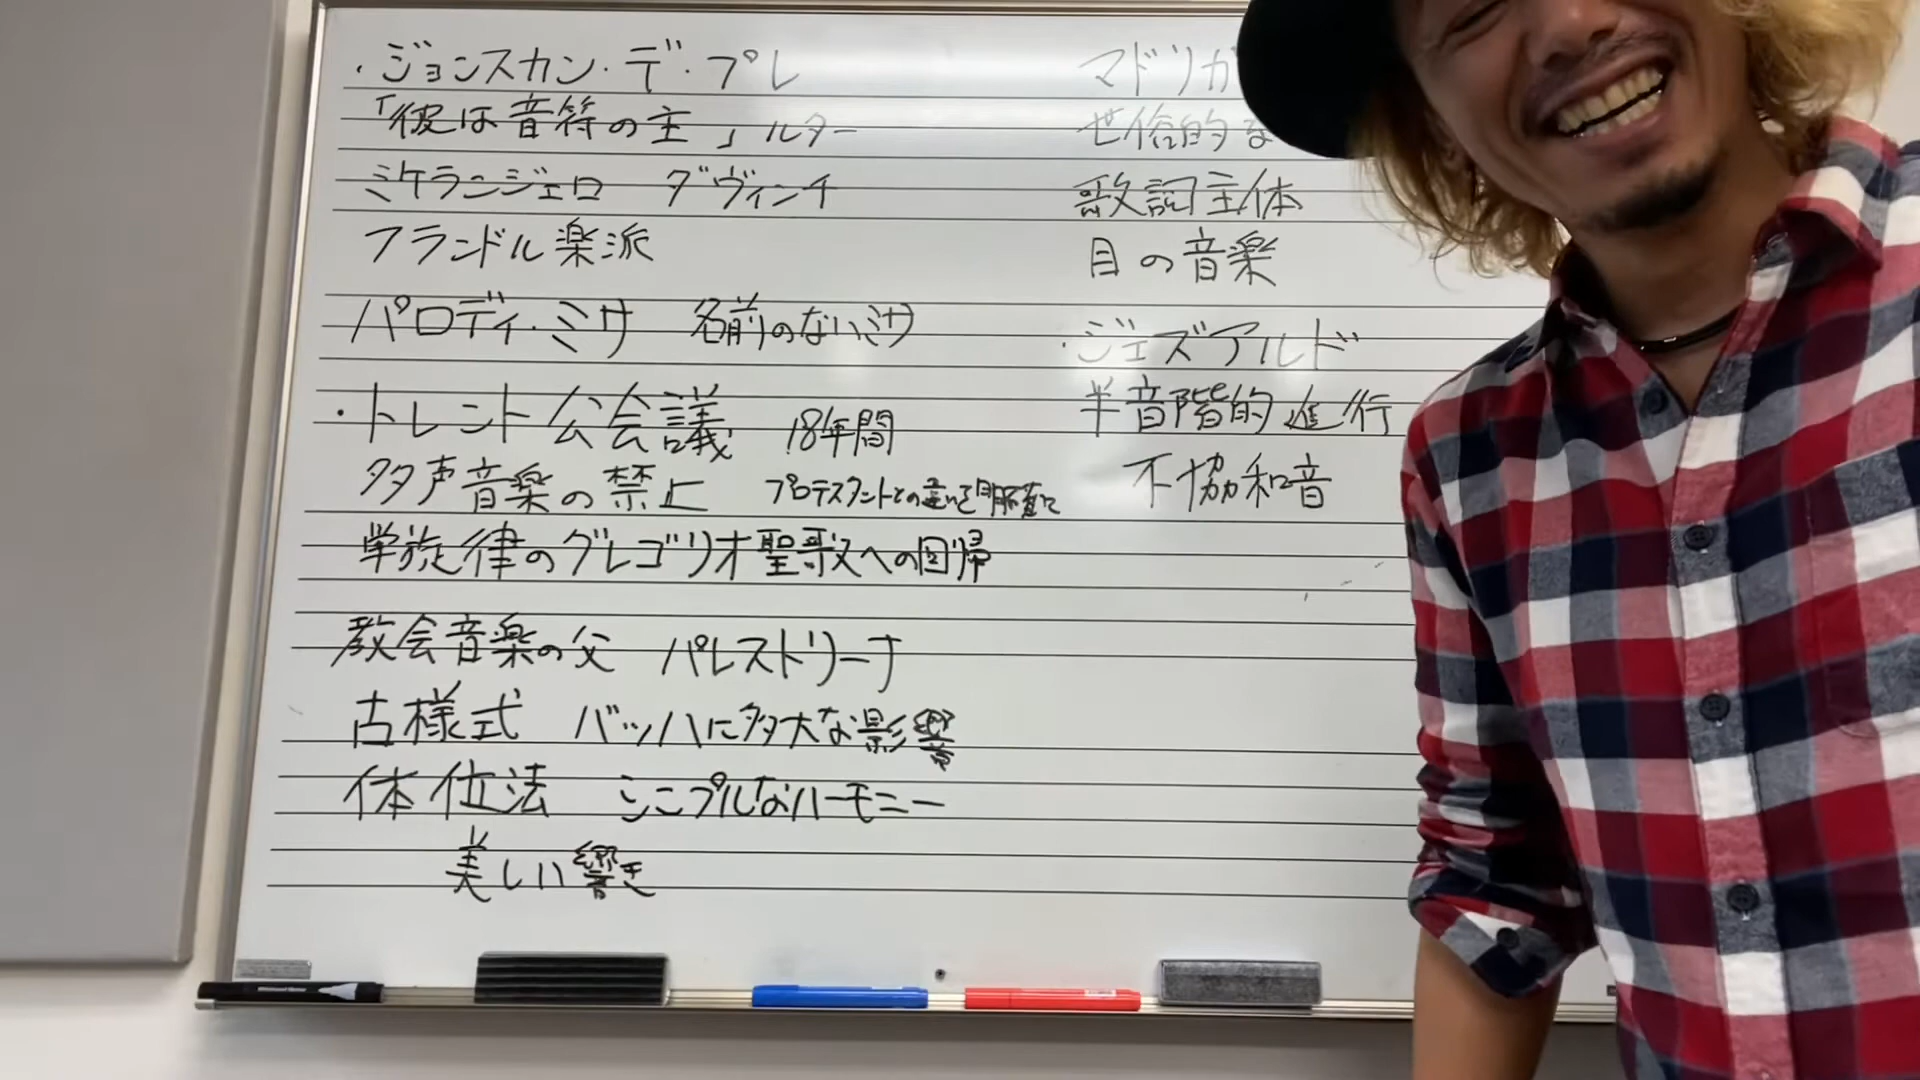 ・ジョンスカン・デ・プレ
「彼は音符の主」ルター
ミケランジェロ ダヴィンチ
フランドル楽派
パロディ・ミサ 名前のないミサ
・トレント公会議 18年間
多声音楽の禁止 プロテスタントとの違いを明確に
単旋律のグレゴリオ聖歌への回帰
教会音楽の父 パレストリーナ
古様式 バッハに多大な影響
体位法 シンプルなハーモニー
美しい響き
マドリガ
世俗的な
歌詞主体
目の音楽
・ジェズアルド
半音階的進行
不協和音